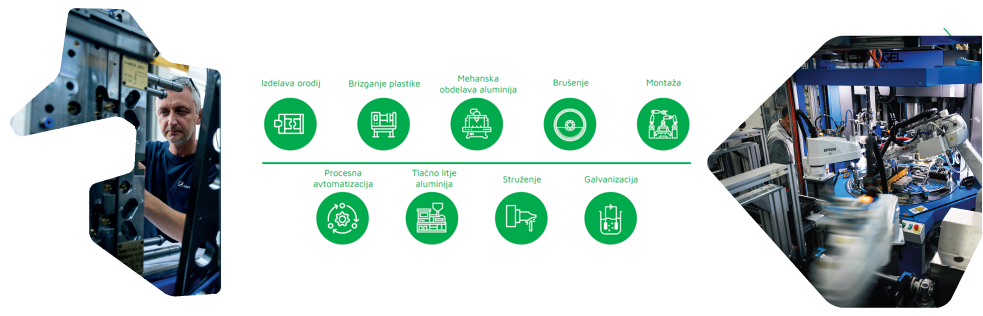 Izdelava orodij
Brizganje plastike
Mehanska
obdelava aluminija
Brušenje
Montaža
Procesna
avtomatizacija
Tlačno litje
aluminija
Struženje
Galvanizacija